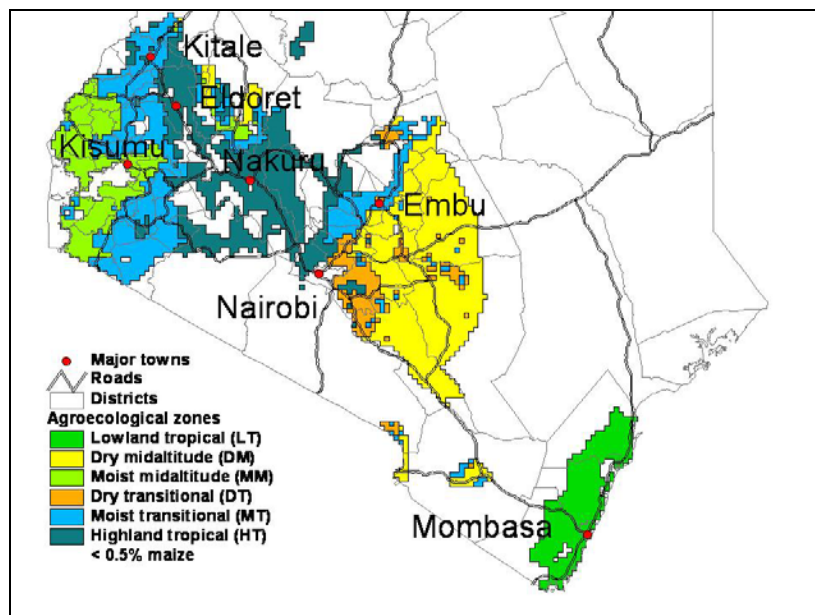 Kitale
Eldoret
Kisumu
Nakuru
Embu
Nairobi
Major towns
Roads
Districts
Agroecological zones
Lowland tropical (LT)
Dry midaltitude (DM)
Moist midaltitude (MM)
Dry transitional (DT)
Moist transitional (MT)
Highland tropical (HT)
< 0.5% maize
Mombasa